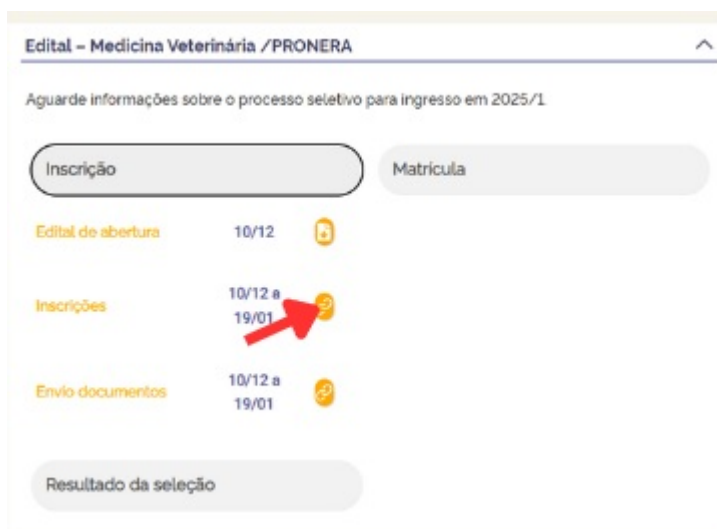 Edital – Medicina Veterinária /PRONERA
Aguarde informações sobre o processo seletivo para ingresso em 2025/1
Inscrição
Matrícula
Edital de abertura 10/12
Inscrições 10/12 a
19/01
Envio documentos 10/12 a
19/01
Resultado da seleção